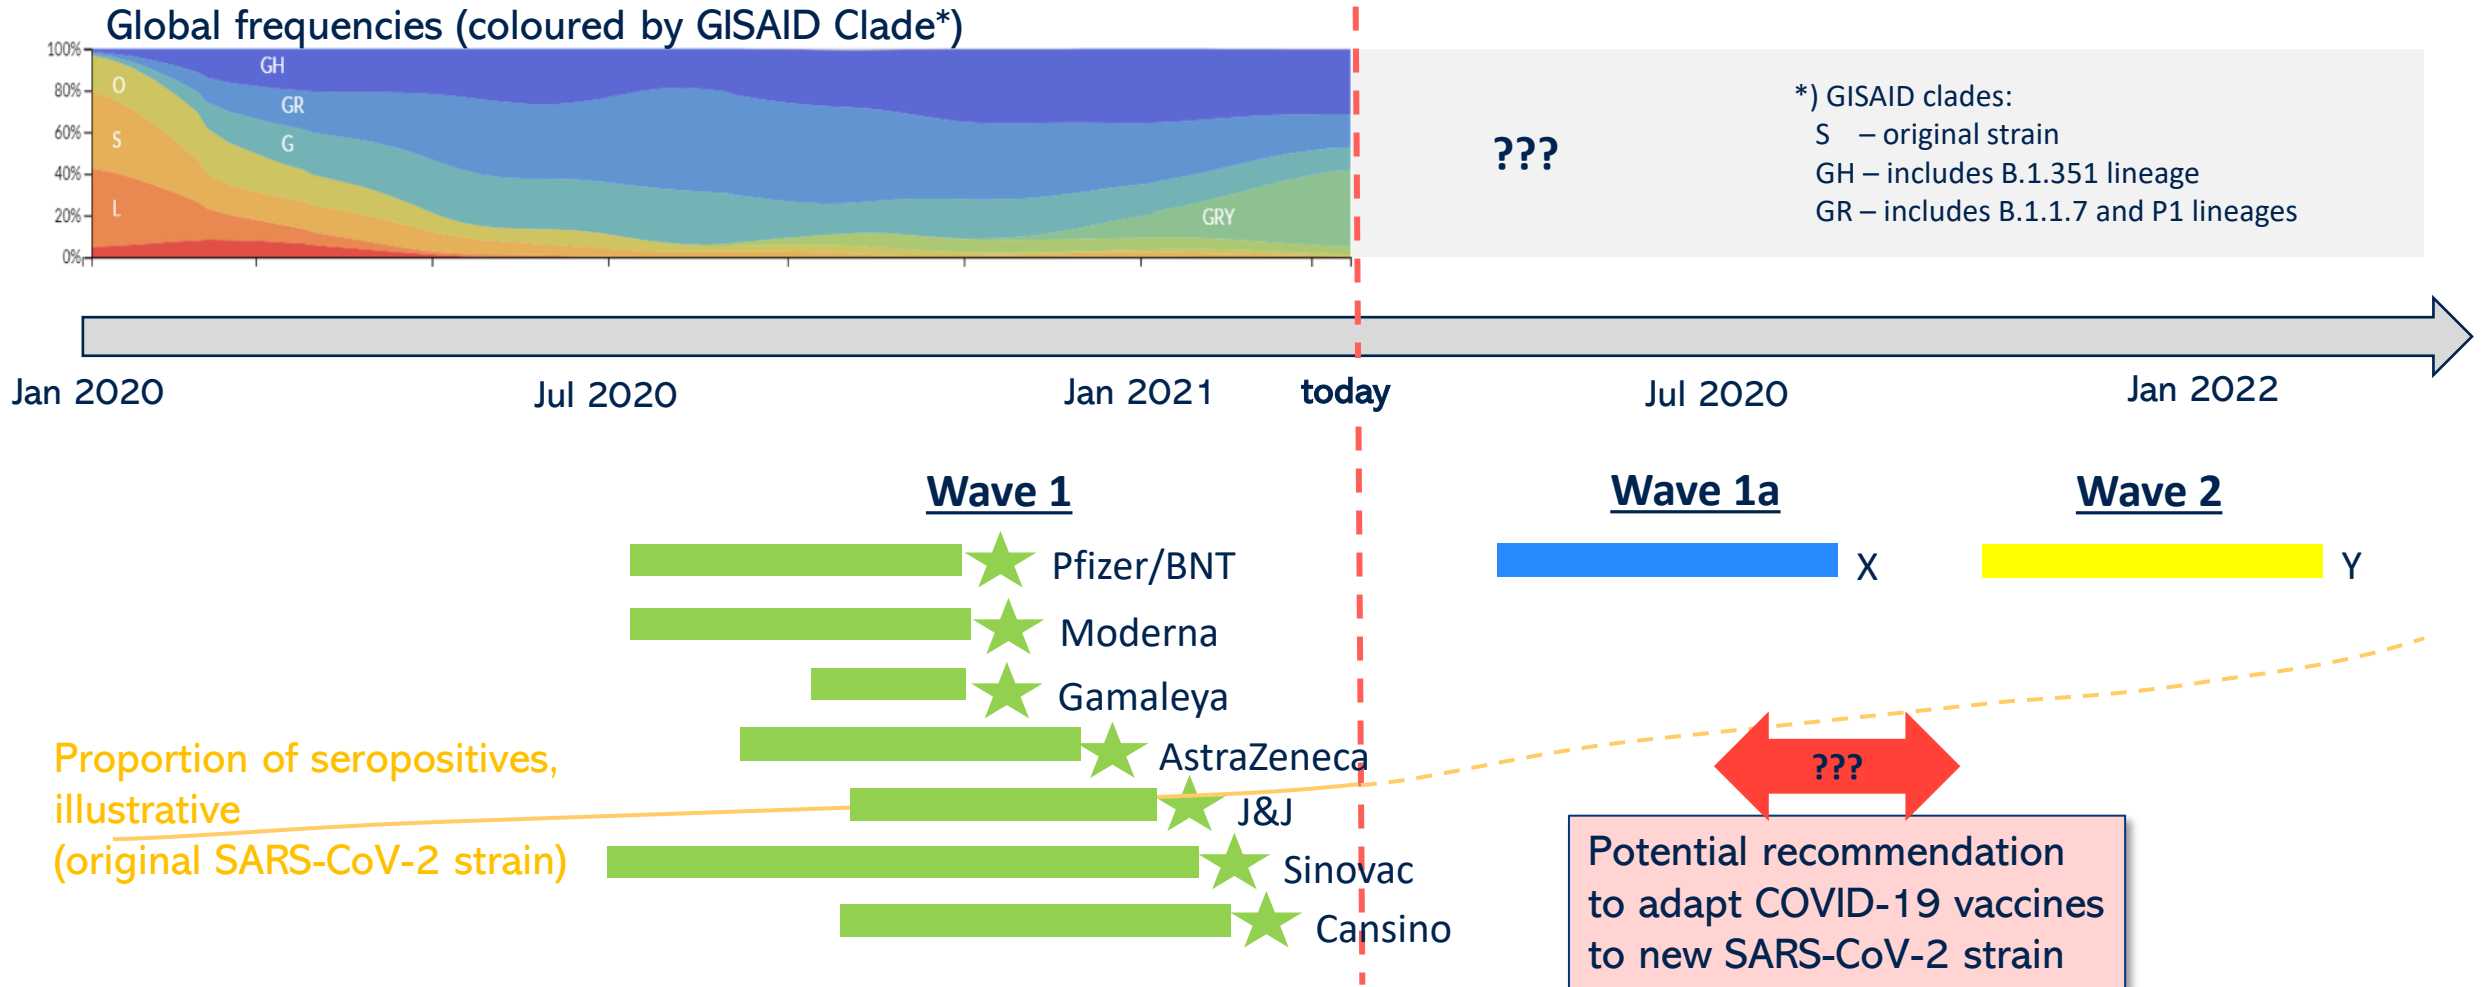 Global frequencies (coloured by GISAID Clade*)
100%
80%
60%
40%
20%
0%
GH
O
GR
S
G
L
GRY
???
*) GISAID clades:
S – original strain
GH – includes B.1.351 lineage
GR – includes B.1.1.7 and P1 lineages
Jan 2020
Jul 2020
Jan 2021
today
Jul 2020
Jan 2022
Wave 1
Wave 1a
Wave 2
Pfizer/BNT
X
Y
Moderna
Gamaleya
AstraZeneca
J&J
Sinovac
Cansino
Proportion of seropositives,
illustrative
(original SARS-CoV-2 strain)
???
Potential recommendation
to adapt COVID-19 vaccines
to new SARS-CoV-2 strain